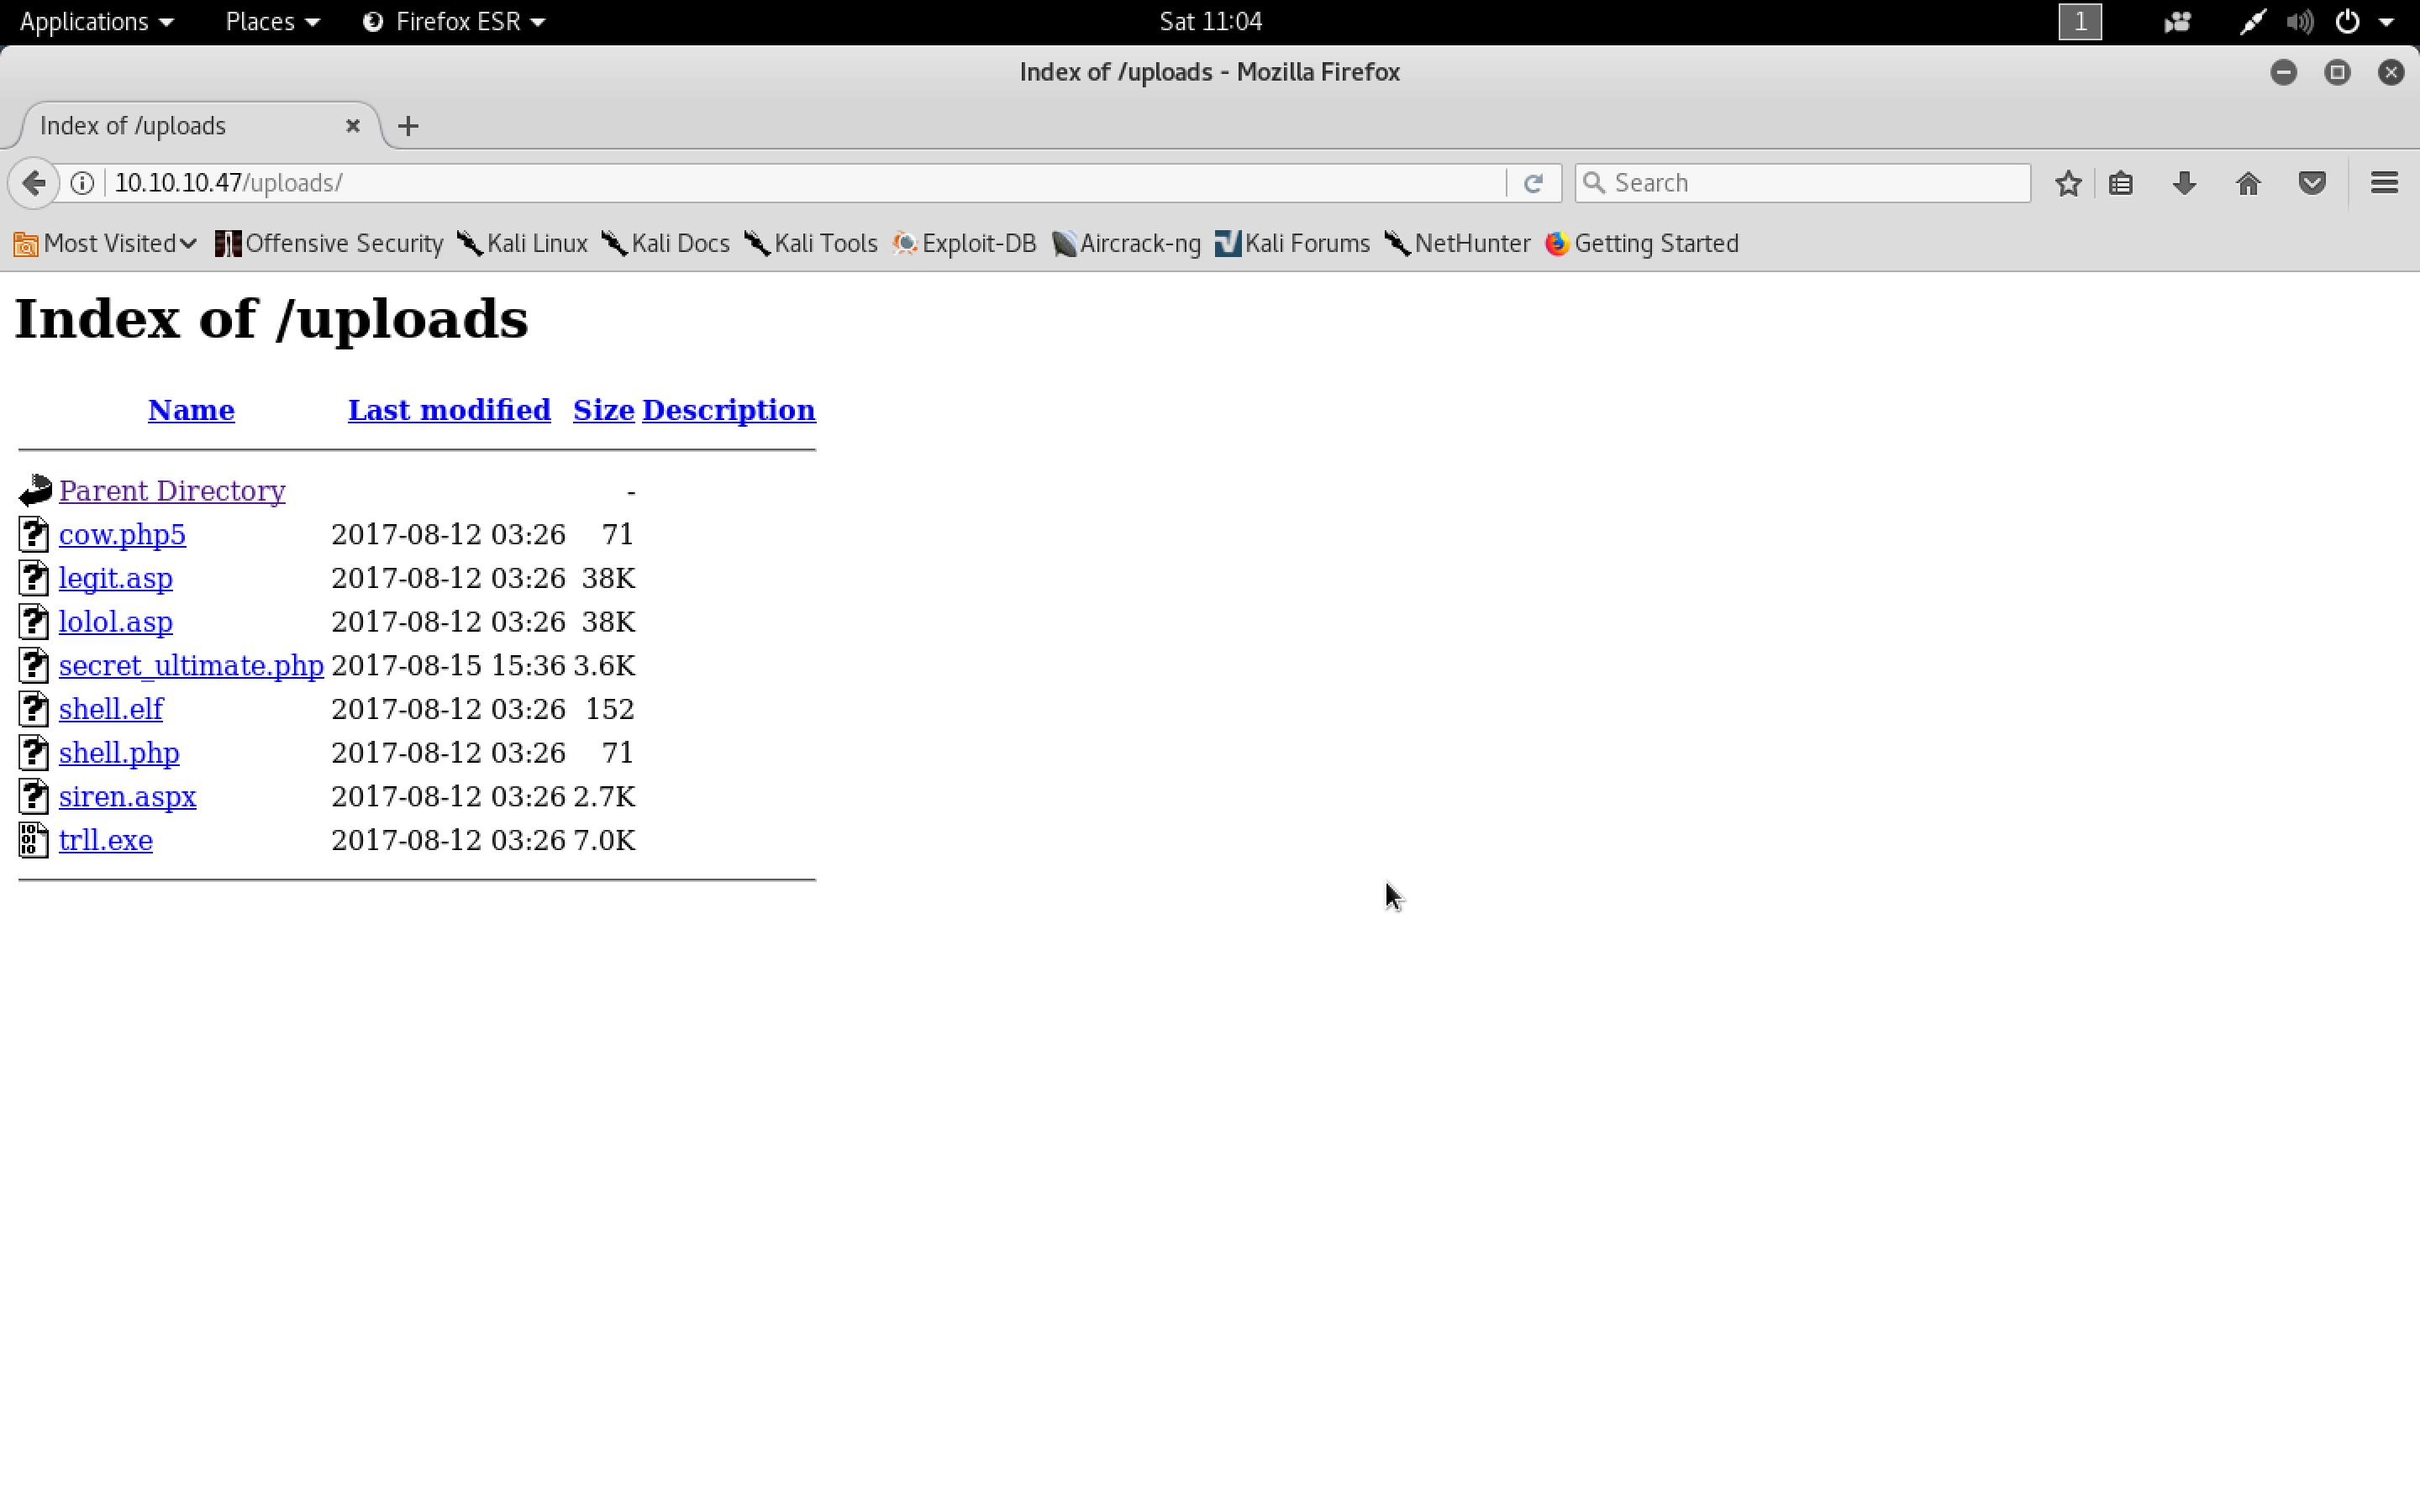 Applications Places Firefox ESR Sat 11:04 1
Index of /uploads - Mozilla Firefox
Index of /uploads
10.10.10.47/uploads/ Search
Most Visited Offensive Security Kali Linux Kali Docs Kali Tools Exploit-DB Aircrack-ng Kali Forums NetHunter Getting Started
Index of /uploads
Name Last modified Size Description
Parent Directory -
cow.php5 2017-08-12 03:26 71
legit.asp 2017-08-12 03:26 38K
lolol.asp 2017-08-12 03:26 38K
secret_ultimate.php 2017-08-15 15:36 3.6K
shell.elf 2017-08-12 03:26 152
shell.php 2017-08-12 03:26 71
siren.aspx 2017-08-12 03:26 2.7K
trll.exe 2017-08-12 03:26 7.0K